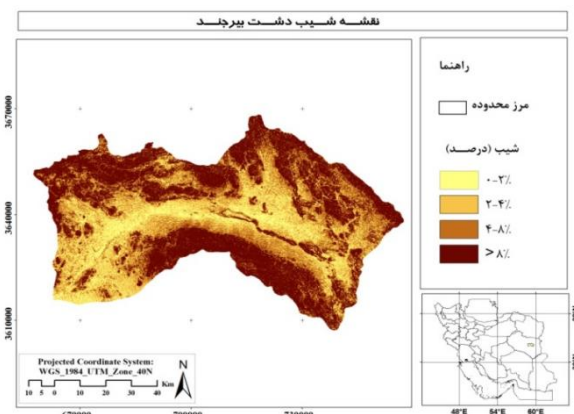 نقشه شیب دشت بیرجند
راهنما
مرز محدوده
شیب (درصد)
۰-۲٪
۲-۴٪
۴-۸٪
> ۸٪
3670000
3640000
3610000
Projected Coordinate System:
WGS_1984_UTM_Zone_40N
N
10 5 0 10 20 30 40 Km
48°E 54°E 60°E